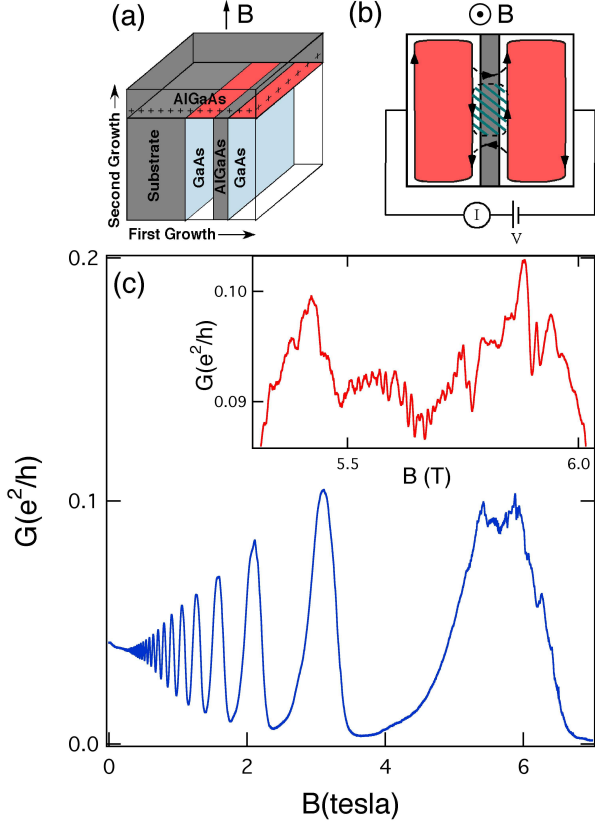 (a)
B
AlGaAs
+ + + + + + + + + + + + + + + + +
Substrate
GaAs
AlGaAs
GaAs
Second Growth
First Growth
(b)
B
I
V
(c)
0.2
0.1
0.0
G(e²/h)
0
2
4
6
B(tesla)
0.10
0.09
G(e²/h)
5.5
6.0
B (T)